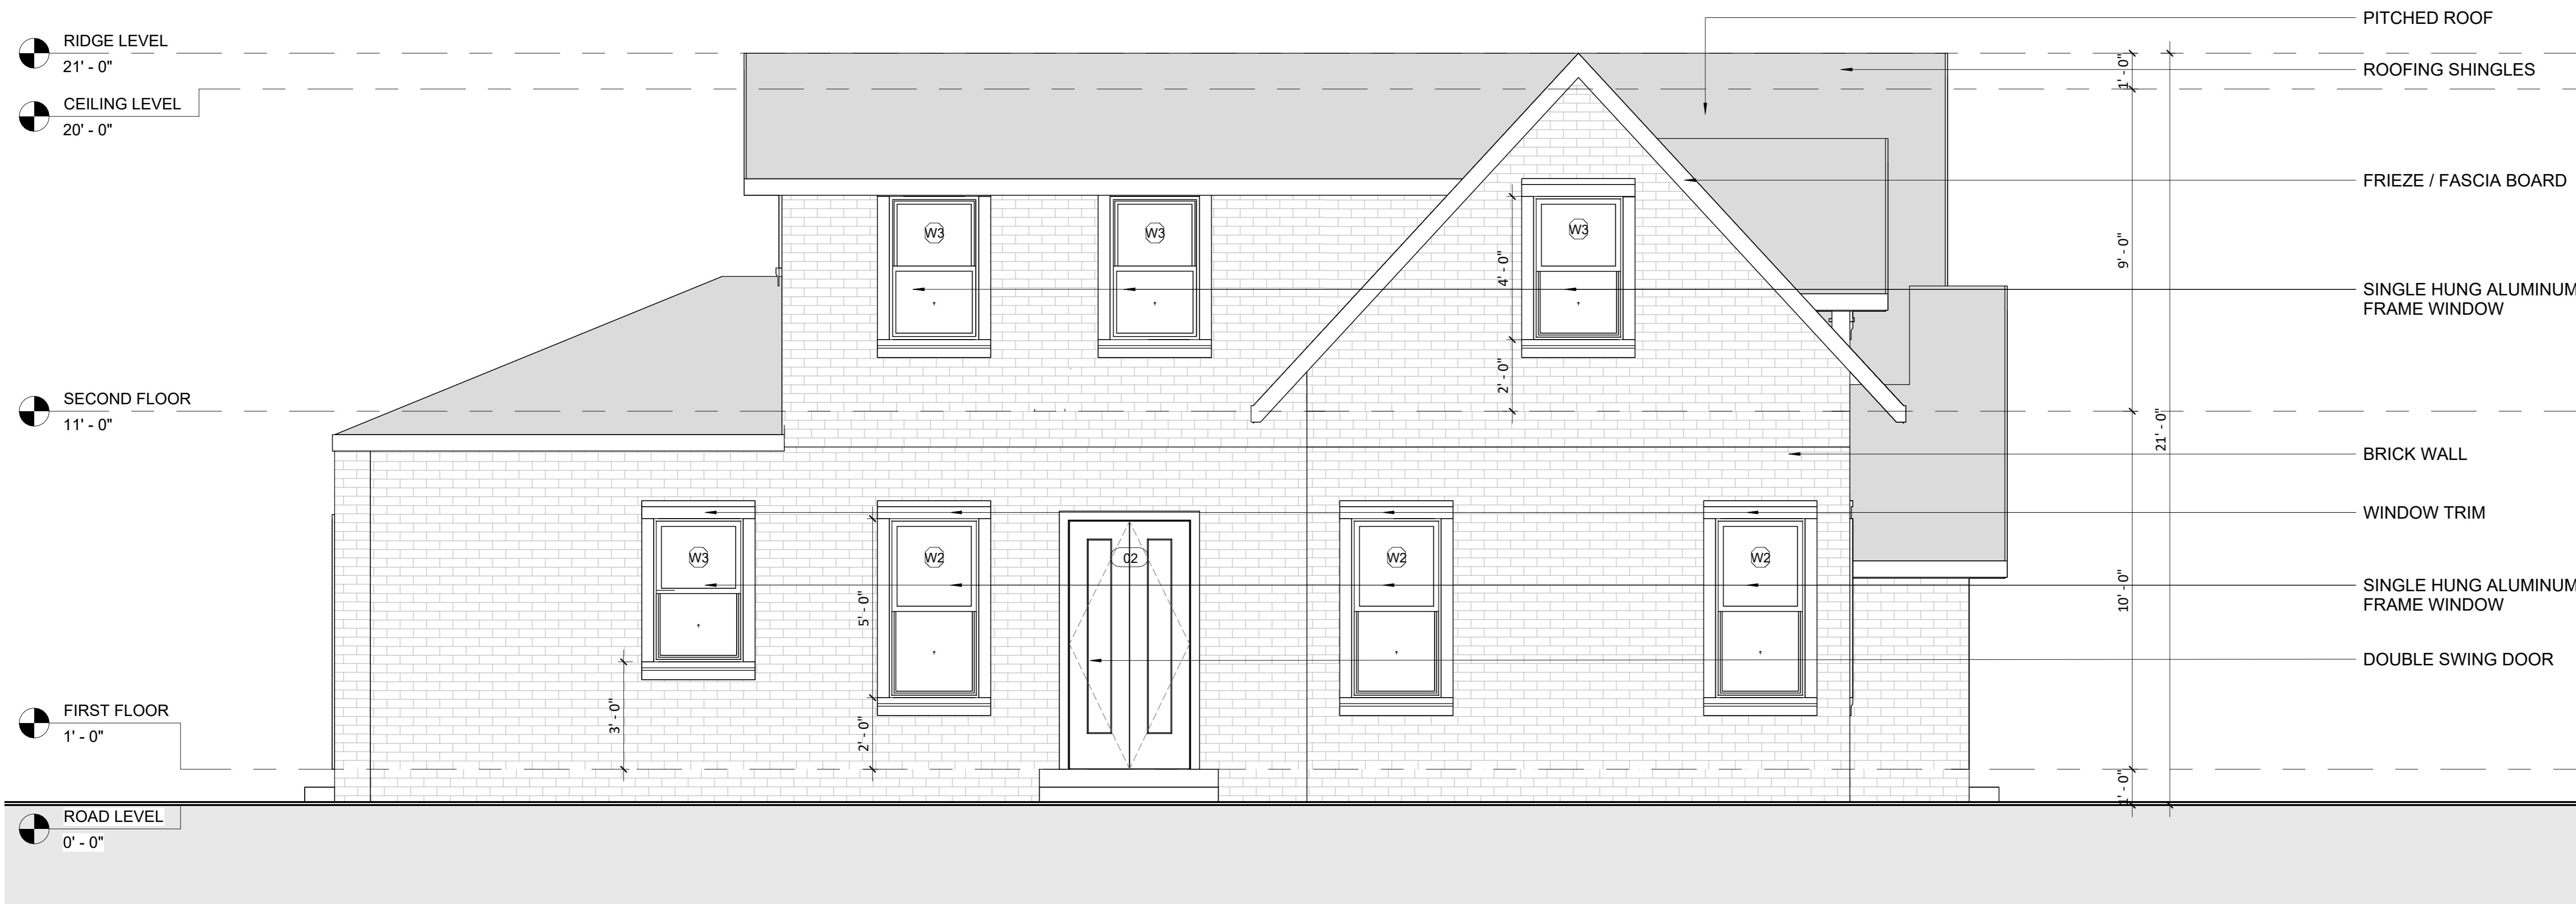 PITCHED ROOF
RIDGE LEVEL
21' - 0"
ROOFING SHINGLES
1' - 0"
CEILING LEVEL
20' - 0"
FRIEZE / FASCIA BOARD
W3
W3
W3
9' - 0"
4' - 0"
SINGLE HUNG ALUMINUM
FRAME WINDOW
2' - 0"
SECOND FLOOR
11' - 0"
21' - 0"
BRICK WALL
WINDOW TRIM
W3
W2
02
W2
W2
SINGLE HUNG ALUMINUM
FRAME WINDOW
5' - 0"
10' - 0"
DOUBLE SWING DOOR
3' - 0"
2' - 0"
FIRST FLOOR
1' - 0"
1' - 0"
ROAD LEVEL
0' - 0"